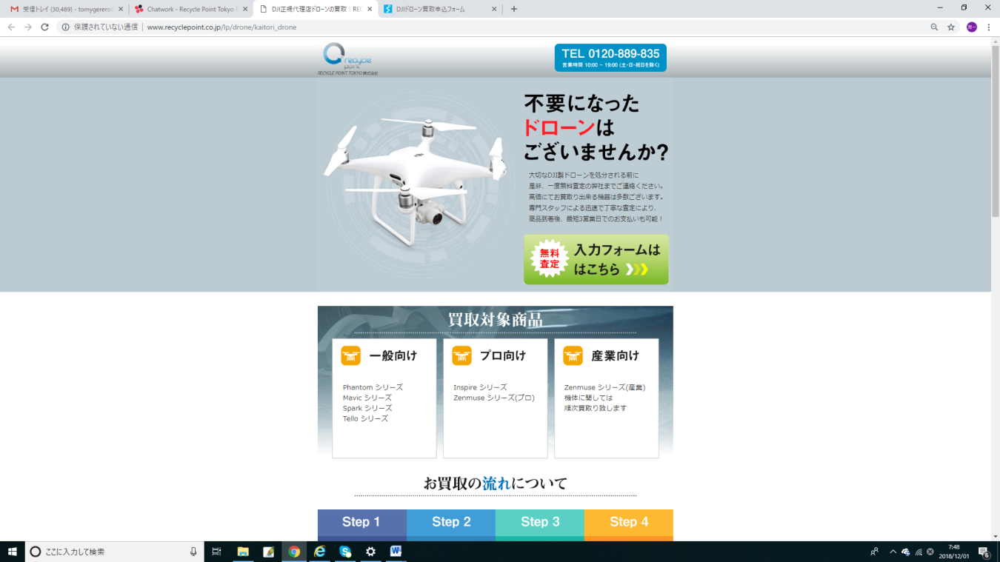 受信トレイ (30,489) - tomygerero
Chatwork - Recycle Point Tokyo
DJI正規代理店ドローンの買取！REC
DJIドローン買取申込フォーム
保護されていない通信
www.recyclepoint.co.jp/lp/drone/kaitori_drone
recycle
point
RECYCLE POINT TOKYO 株式会社
TEL 0120-889-835
営業時間 10:00 ~ 19:00 (土・日・祝日を除く)
不要になった
ドローンは
ございませんか?
大切なDJI製ドローンを処分される前に
是非、一度無料査定の弊社までご連絡ください。
高価にてお買取り出来る機器は多数ございます。
専門スタッフによる迅速で丁寧な査定により、
商品到着後、最短3営業日でのお支払いも可能！
無料
査定
入力フォームは
はこちら
買取対象商品
一般向け
Phantom シリーズ
Mavic シリーズ
Spark シリーズ
Tello シリーズ
プロ向け
Inspire シリーズ
Zenmuse シリーズ(プロ)
産業向け
Zenmuse シリーズ(産業)
機体に関しては
順次買取り致します
お買取の流れについて
Step 1
Step 2
Step 3
Step 4
ここに入力して検索
7:48
2018/12/01
6